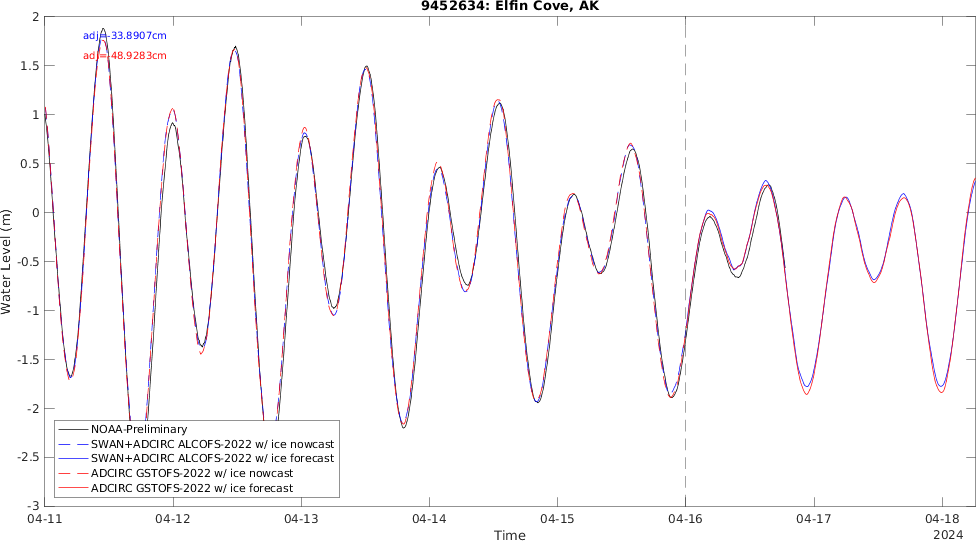 9452634: Elfin Cove, AK
adj=-33.8907cm
adj=-48.9283cm
2
1.5
1
0.5
0
-0.5
-1
-1.5
-2
-2.5
-3
Water Level (m)
NOAA-Preliminary
SWAN+ADCIRC ALCOFS-2022 w/ ice nowcast
SWAN+ADCIRC ALCOFS-2022 w/ ice forecast
ADCIRC GSTOFS-2022 w/ ice nowcast
ADCIRC GSTOFS-2022 w/ ice forecast
04-11 04-12 04-13 04-14 04-15 04-16 04-17 04-18
Time
2024